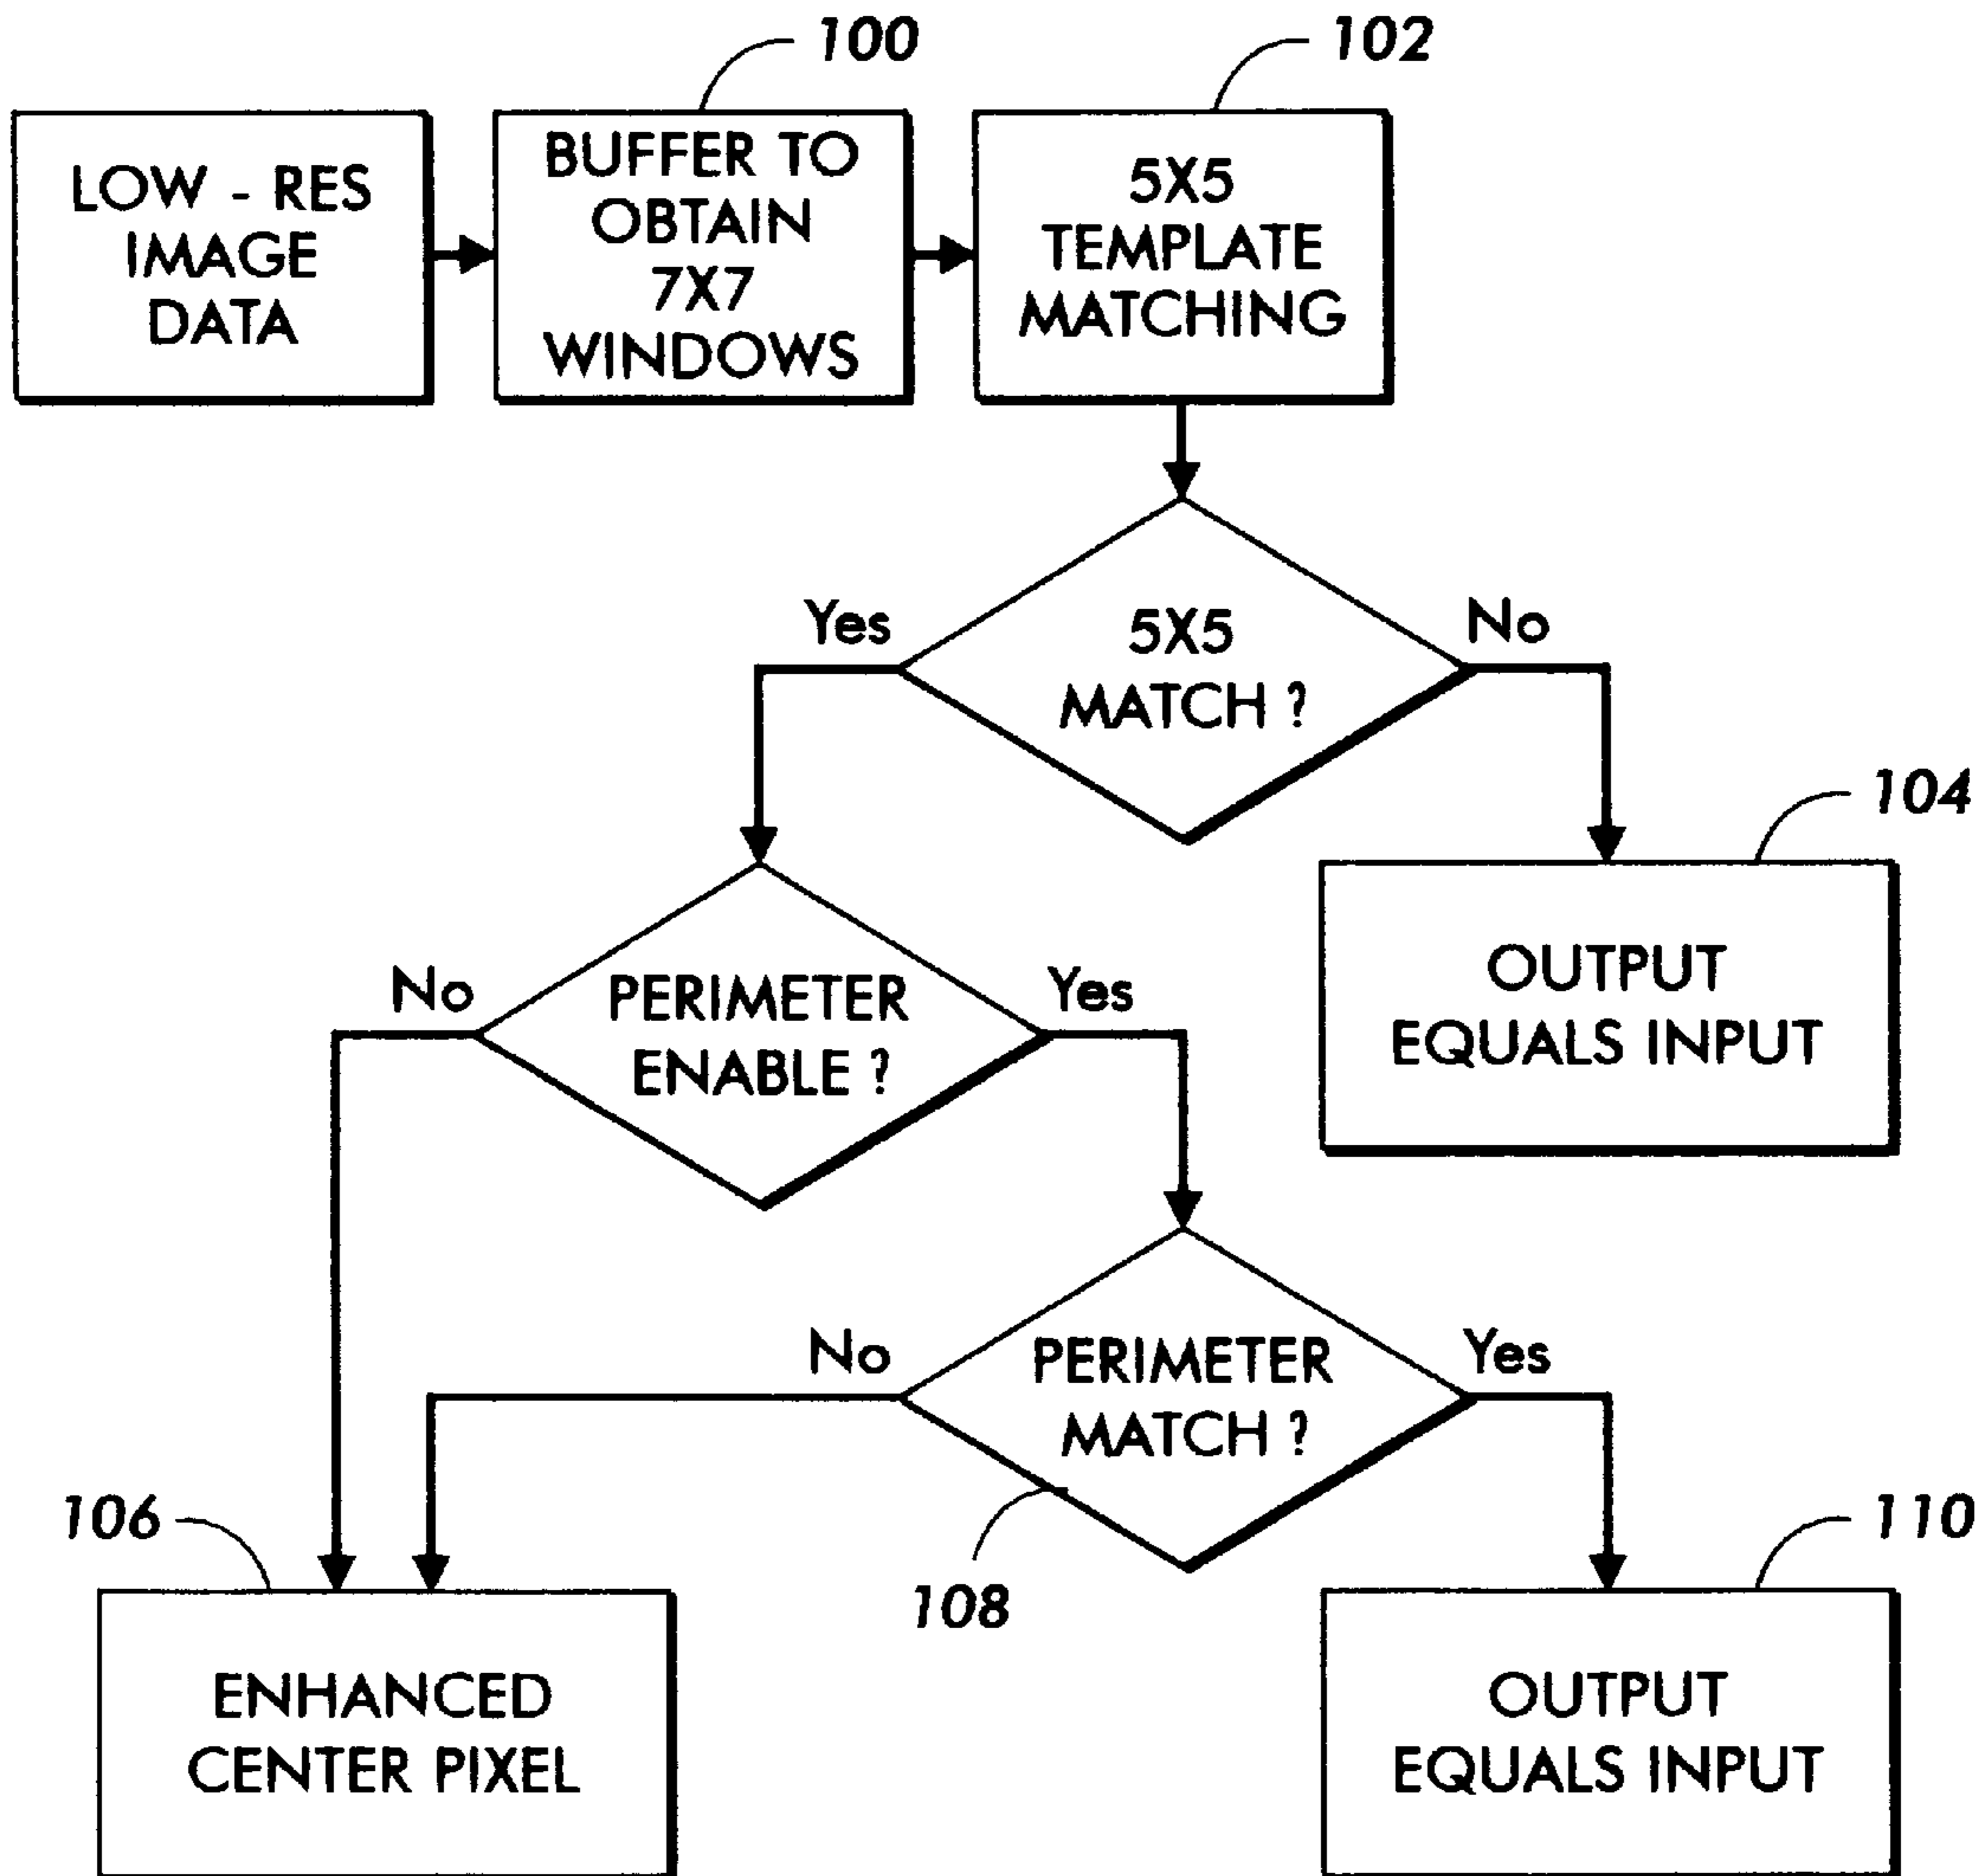 100
102
LOW - RES
IMAGE
DATA
BUFFER TO
OBTAIN
7X7
WINDOWS
5X5
TEMPLATE
MATCHING
Yes
5X5
MATCH ?
No
104
OUTPUT
EQUALS INPUT
No
PERIMETER
ENABLE ?
Yes
No
PERIMETER
MATCH ?
Yes
106
108
110
ENHANCED
CENTER PIXEL
OUTPUT
EQUALS INPUT